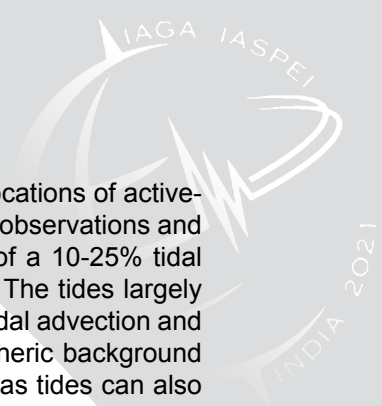 IAGA IASPEI
INDIA 2021
ocations of active-
observations and
of a 10-25% tidal
The tides largely
dal advection and
heric background
as tides can also